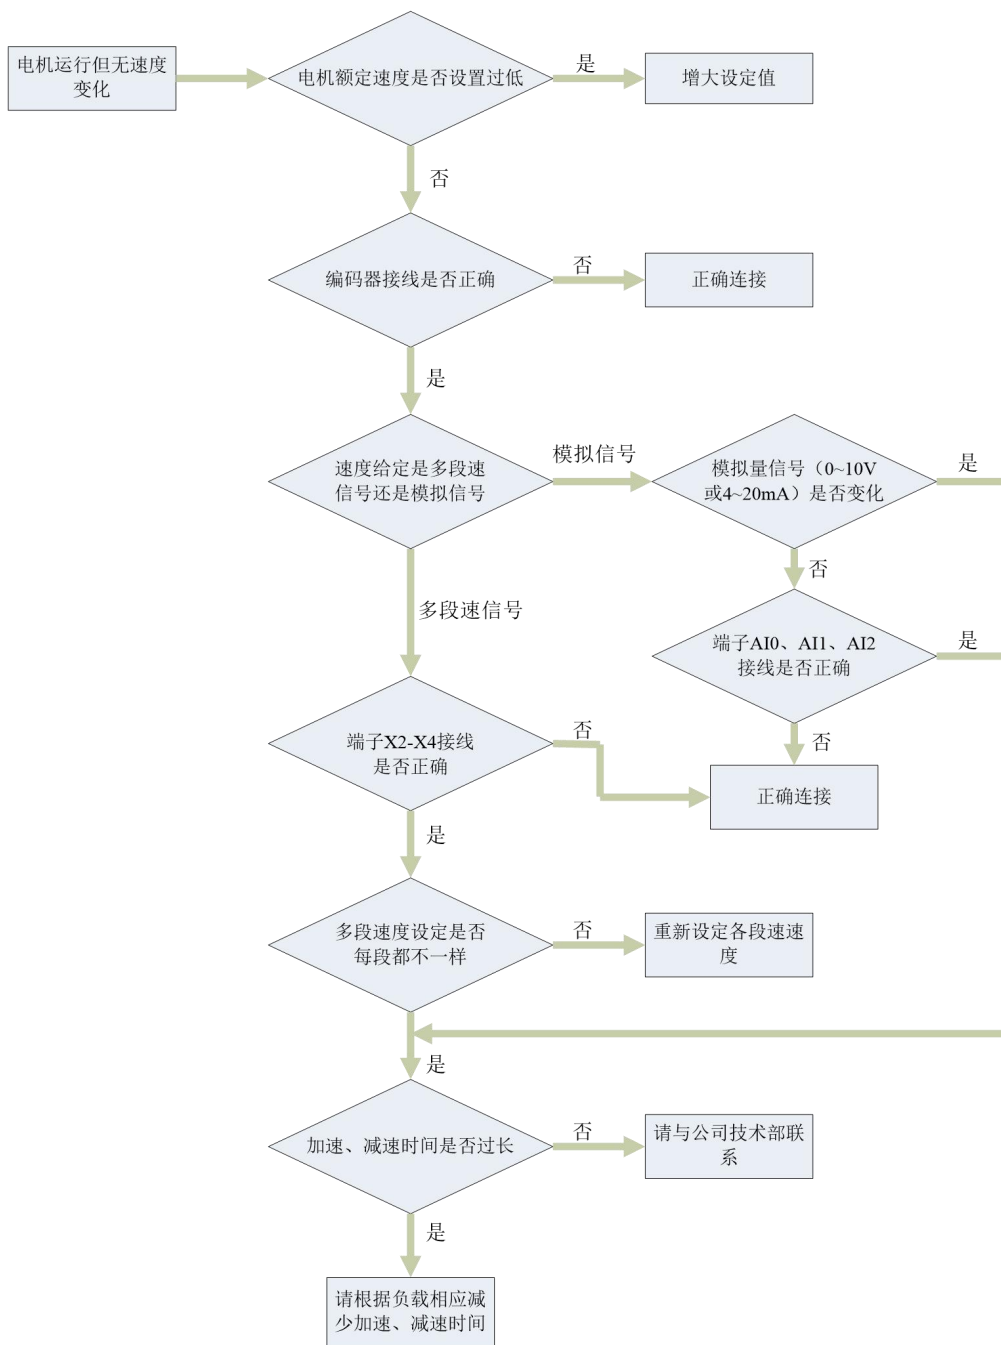 电机运行但无速度
变化
电机额定速度是否设置过低
是
增大设定值
否
编码器接线是否正确
否
正确连接
是
速度给定是多段速
信号还是模拟信号
模拟信号
模拟量信号（0~10V
或4~20mA）是否变化
是
否
多段速信号
端子AI0、AI1、AI2
接线是否正确
是
否
端子X2-X4接线
是否正确
否
正确连接
是
多段速度设定是否
每段都不一样
否
重新设定各段速速
度
是
加速、减速时间是否过长
否
请与公司技术部联
系
是
请根据负载相应减
少加速、减速时间